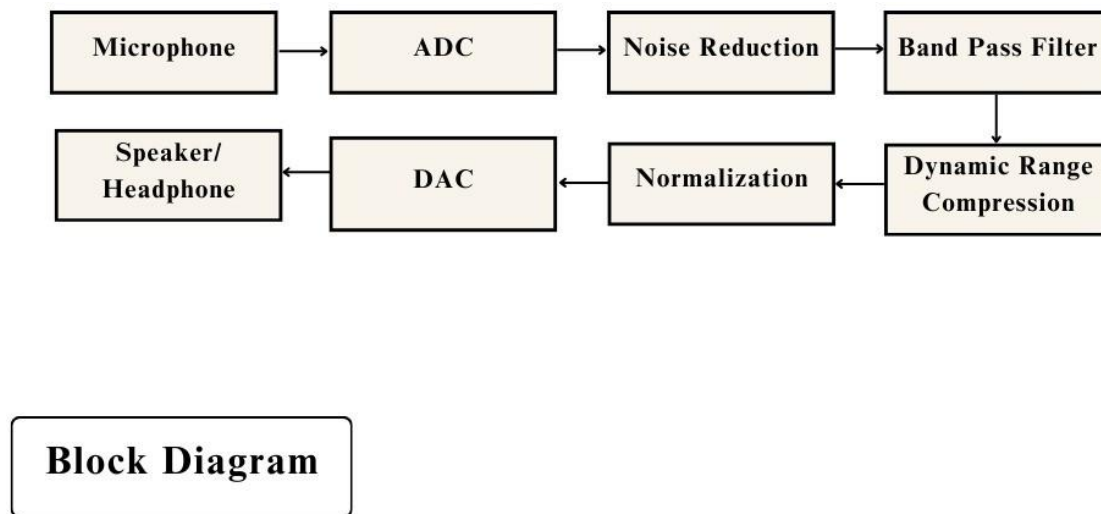 Microphone
ADC
Noise Reduction
Band Pass Filter
Speaker/
Headphone
DAC
Normalization
Dynamic Range
Compression
Block Diagram